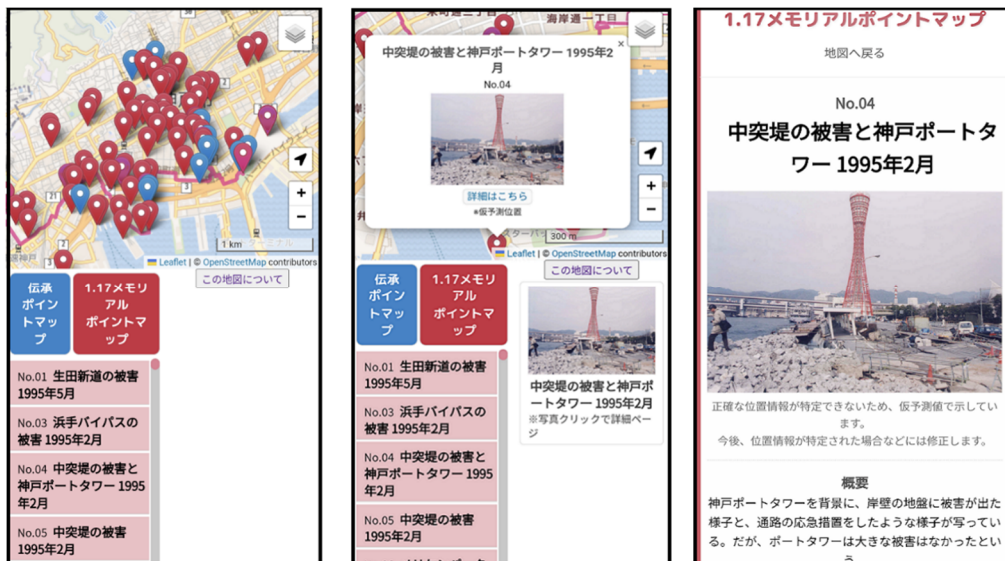 1 km
Leaflet | © OpenStreetMap contributors
この地図について
伝承
ポイン
トマッ
プ
1.17メモリ
アル
ポイントマ
ップ
No.01 生田新道の被害
1995年5月
No.03 浜手バイパスの
被害 1995年2月
No.04 中突堤の被害と
神戸ポートタワー 1995
年2月
No.05 中突堤の被害
1995年2月
海岸通一丁目
中突堤の被害と神戸ポートタワー 1995年2
月
No.04
詳細はこちら
※仮予測位置
300 m
Leaflet | © OpenStreetMap contributors
この地図について
伝承
ポイン
トマッ
プ
1.17メモリ
アル
ポイントマ
ップ
No.01 生田新道の被害
1995年5月
No.03 浜手バイパスの
被害 1995年2月
No.04 中突堤の被害と
神戸ポートタワー 1995
年2月
No.05 中突堤の被害
1995年2月
中突堤の被害と神戸ポ
ートタワー 1995年2月
※写真クリックで詳細ペー
ジ
1.17メモリアルポイントマップ
地図へ戻る
No.04
中突堤の被害と神戸ポートタ
ワー 1995年2月
正確な位置情報が特定できないため、仮予測値で示してい
ます。
今後、位置情報が特定された場合などには修正します。
概要
神戸ポートタワーを背景に、岸壁の地盤に被害が出た
様子と、通路の応急措置をしたような様子が写ってい
る。だが、ポートタワーは大きな被害はなかったとい
う